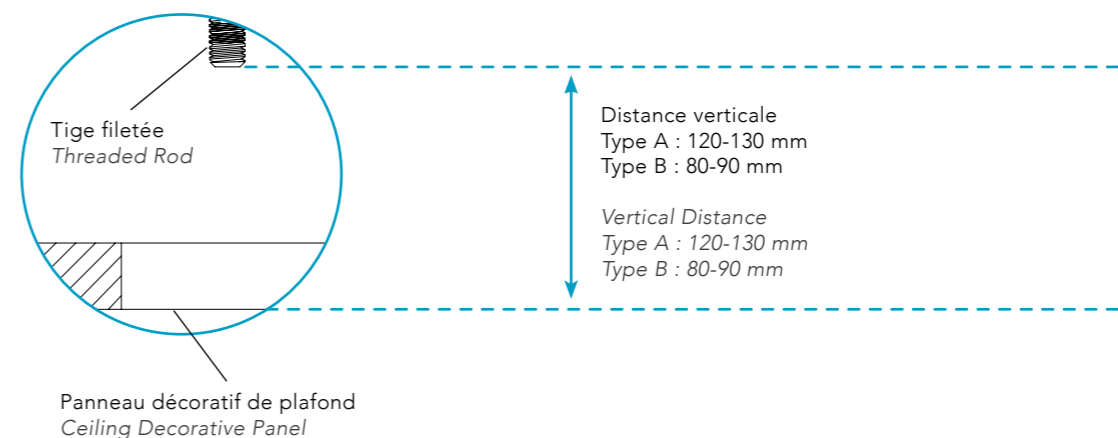 Tige filetée
Threaded Rod
Distance verticale
Type A : 120-130 mm
Type B : 80-90 mm
Vertical Distance
Type A : 120-130 mm
Type B : 80-90 mm
Panneau décoratif de plafond
Ceiling Decorative Panel